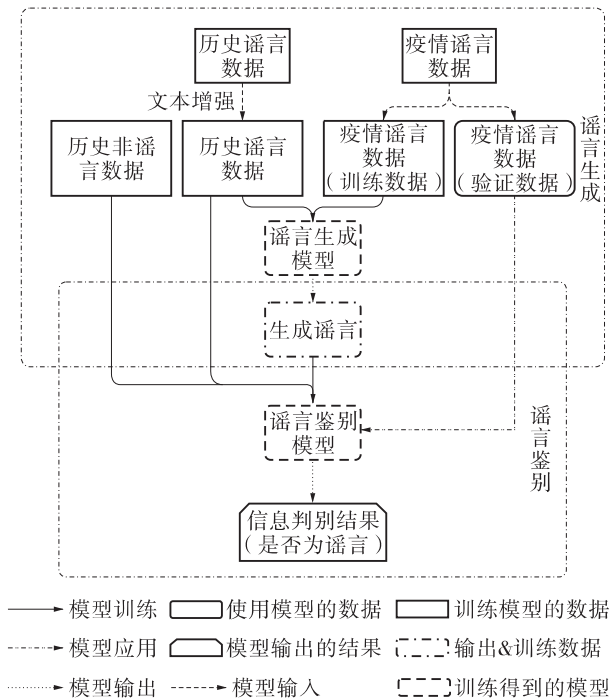 历史谣言
数据
疫情谣言
数据
文本增强
历史非谣
言数据
历史谣言
数据
疫情谣言
数据
（训练数据）
疫情谣言
数据
（验证数据）
谣言生成
谣言生成
模型
生成谣言
谣言鉴别
模型
谣言鉴别
信息判别结果
（是否为谣言）
模型训练
使用模型的数据
训练模型的数据
模型应用
模型输出的结果
输出&训练数据
模型输出
模型输入
训练得到的模型